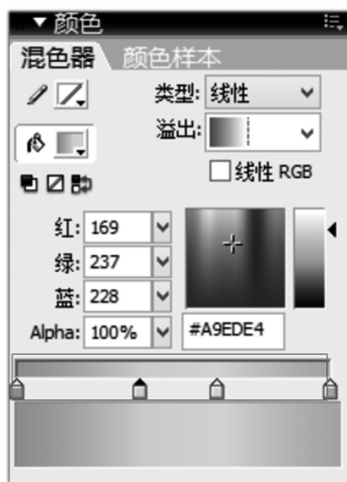 颜色
混色器 颜色样本
类型: 线性
溢出:
线性 RGB
红: 169
绿: 237
蓝: 228
Alpha: 100% #A9EDE4